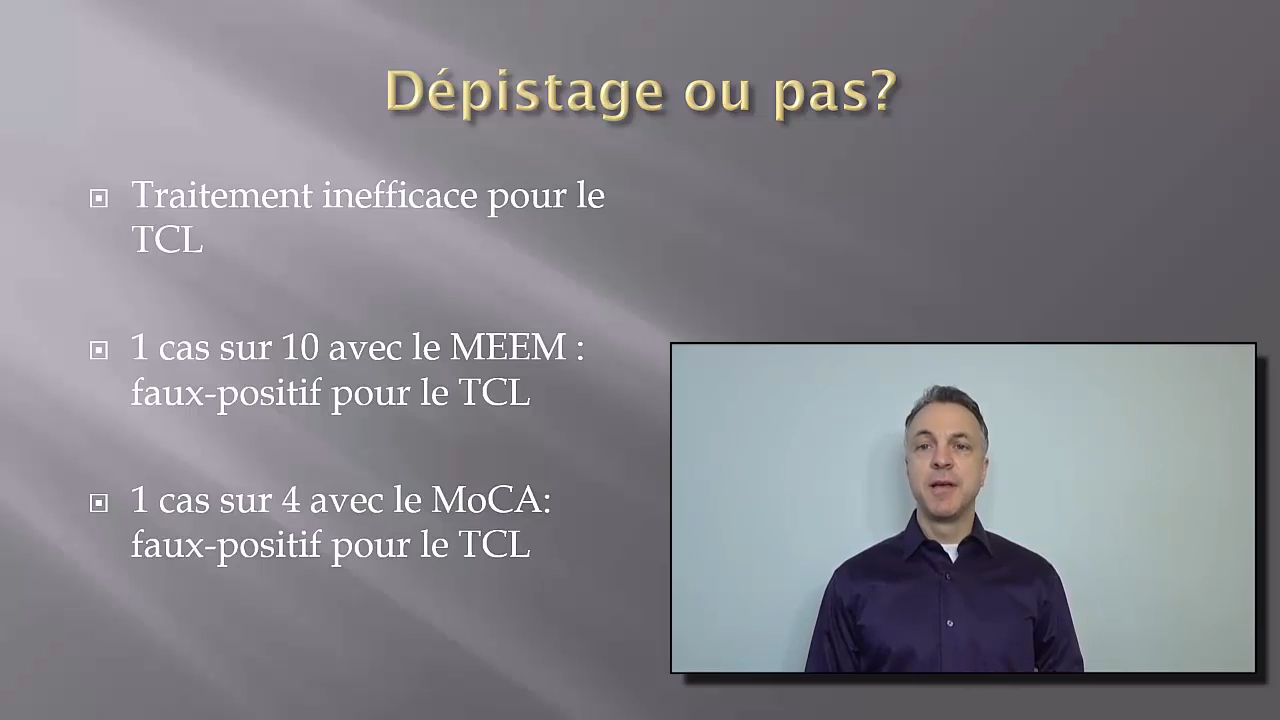 Dépistage ou pas?
Traitement inefficace pour le
TCL
1 cas sur 10 avec le MEEM :
faux-positif pour le TCL
1 cas sur 4 avec le MoCA:
faux-positif pour le TCL